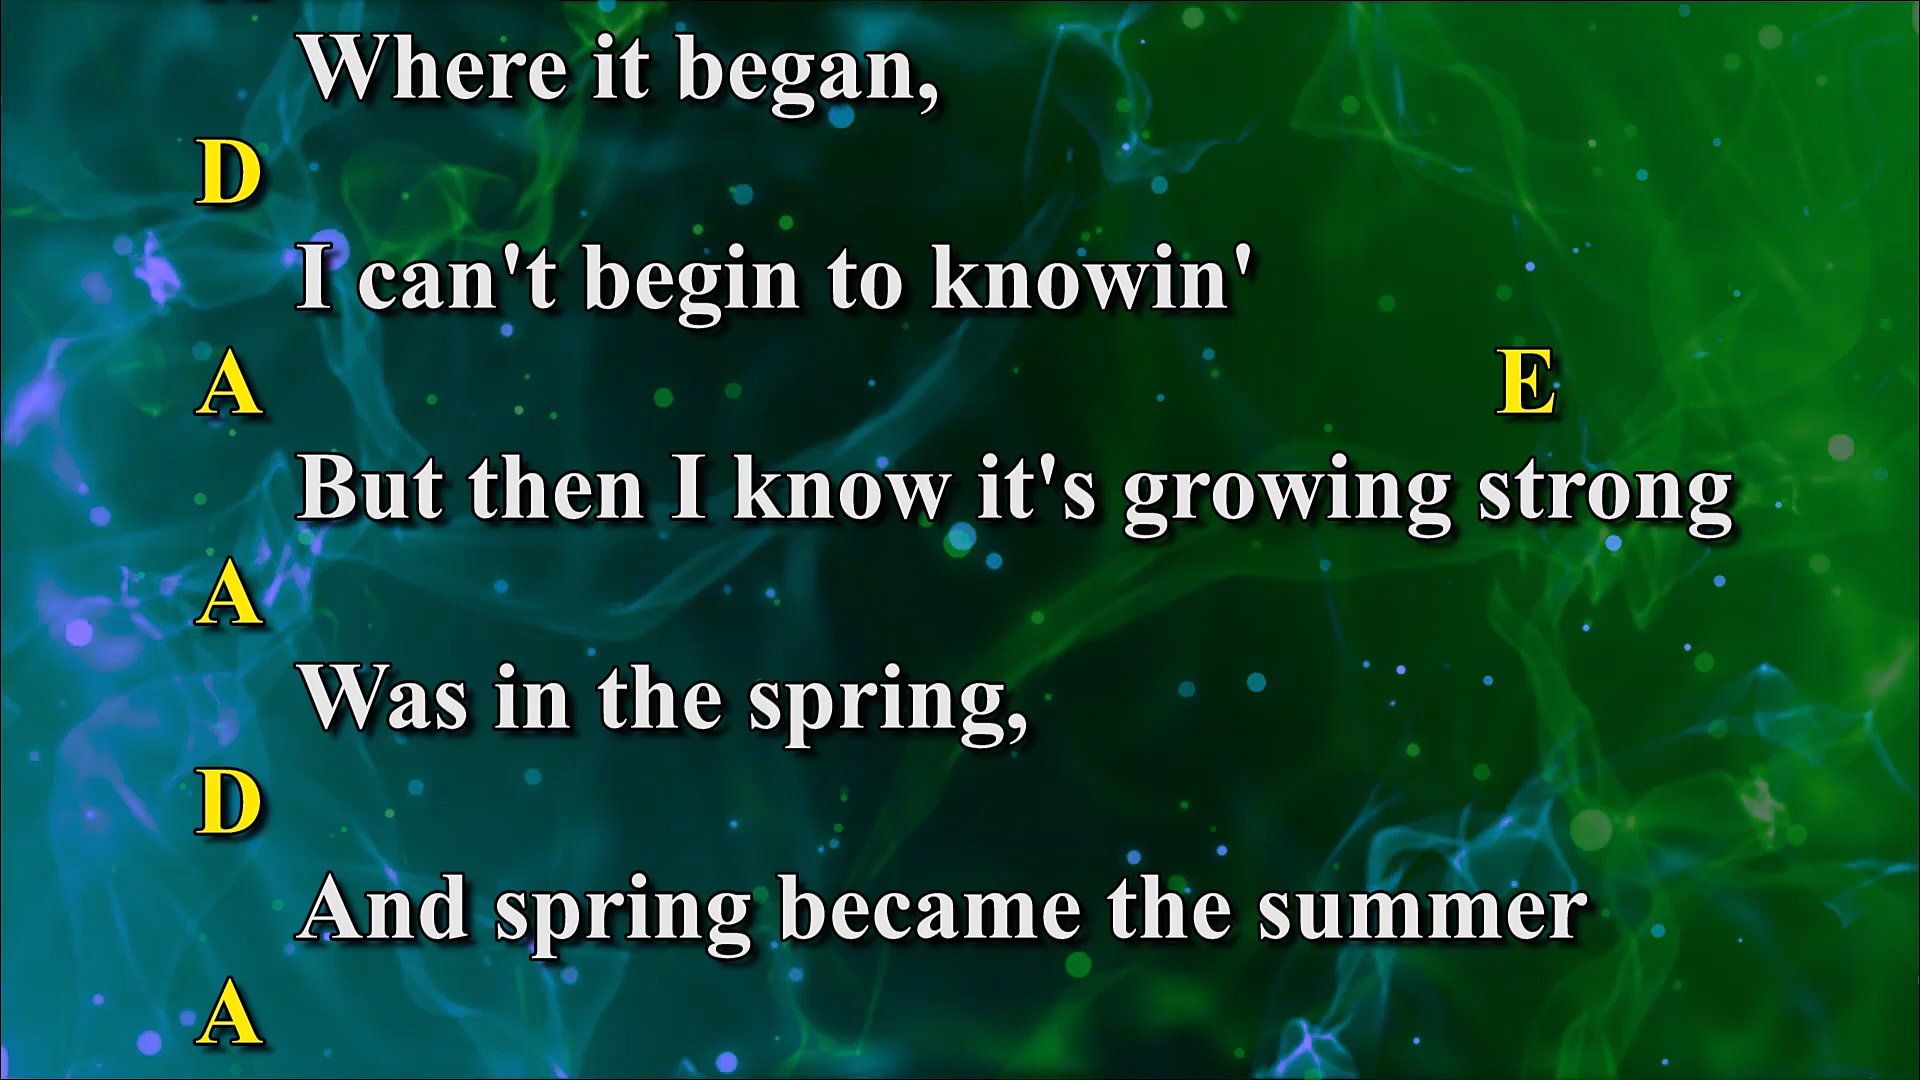 Where it began,
D
I can't begin to knowin'
A E
But then I know it's growing strong
A
Was in the spring,
D
And spring became the summer
A